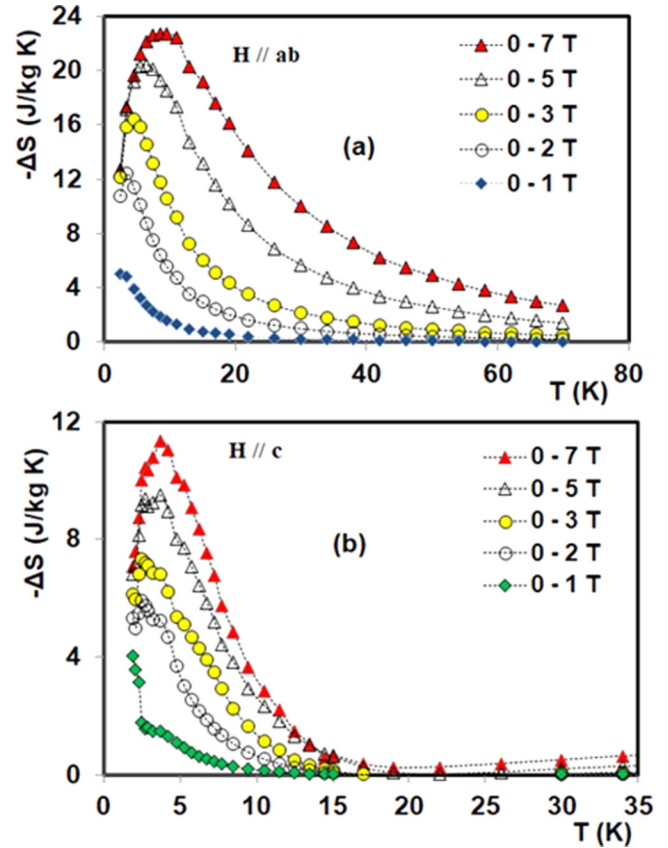 24
20
16
12
8
4
0
-ΔS (J/kg K)
H // ab
0 - 7 T
0 - 5 T
0 - 3 T
0 - 2 T
0 - 1 T
(a)
0 20 40 60 80
T (K)
12
8
4
0
-ΔS (J/kg K)
H // c
0 - 7 T
0 - 5 T
0 - 3 T
0 - 2 T
0 - 1 T
(b)
0 5 10 15 20 25 30 35
T (K)